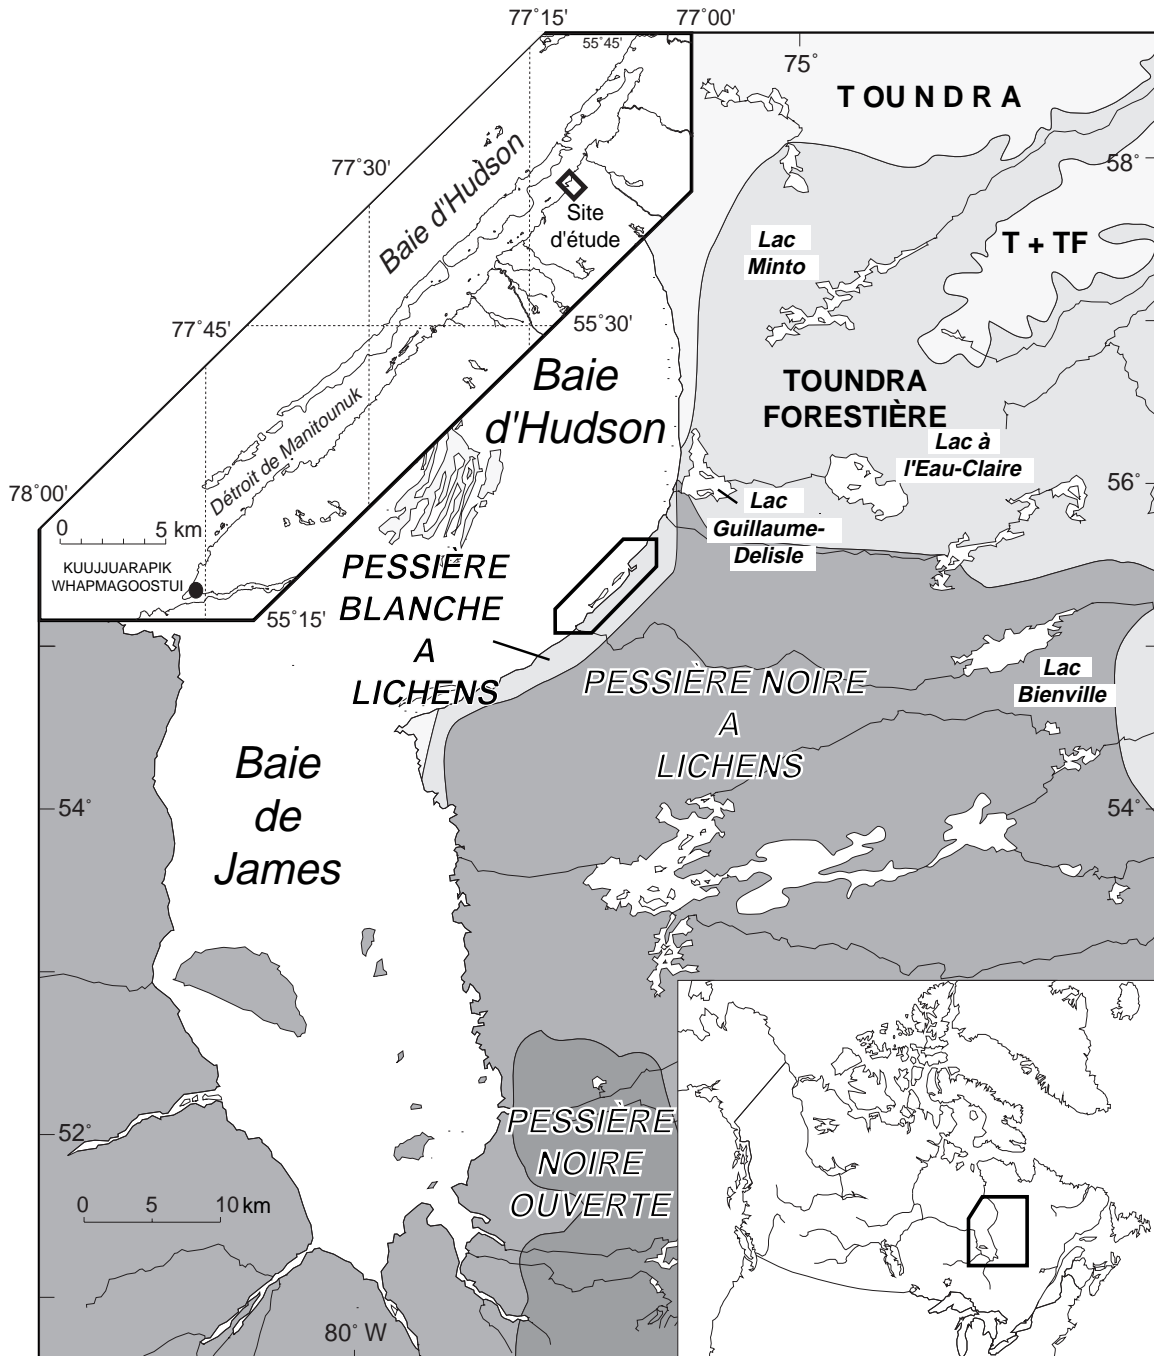 77°15'
77°00'
55°45'
75°
TOUNDRA
77°30'
Baie d'Hudson
58°
Site
d'étude
Lac
Minto
T + TF
77°45'
55°30'
Baie
d'Hudson
TOUNDRA
FORESTIÈRE
Détroit de Manitounuk
Lac à
l'Eau-Claire
78°00'
56°
Lac
Guillaume-
Delisle
0 5 km
KUUJJUARAPIK
WHAPMAGOOSTUI
55°15'
PESSIÈRE
BLANCHE
A
LICHENS
PESSIÈRE NOIRE
A
LICHENS
Lac
Bienville
Baie
de
James
54°
54°
52°
PESSIÈRE
NOIRE
OUVERTE
0 5 10 km
80° W